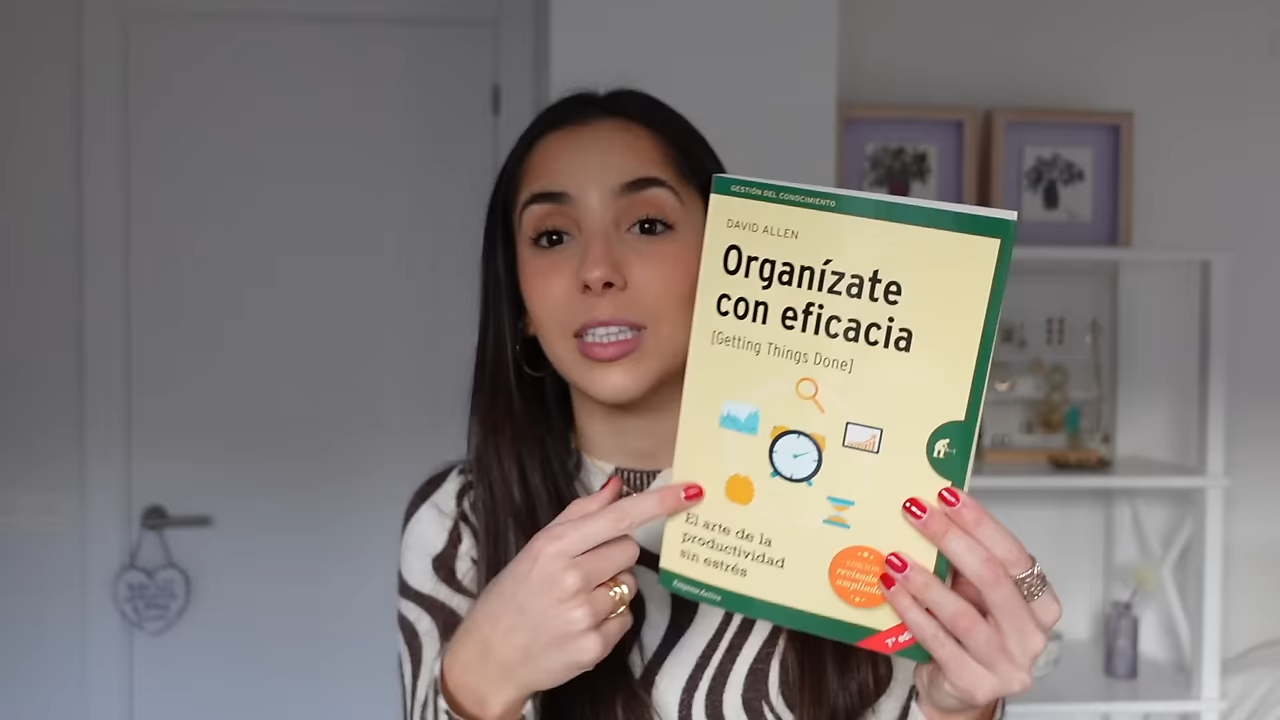 GESTIÓN DEL CONOCIMIENTO
DAVID ALLEN
Organízate
con eficacia
[Getting Things Done]
El arte de la
productividad
sin estrés
EDICIÓN
revisada
ampliada
Empresa Activa
7ª